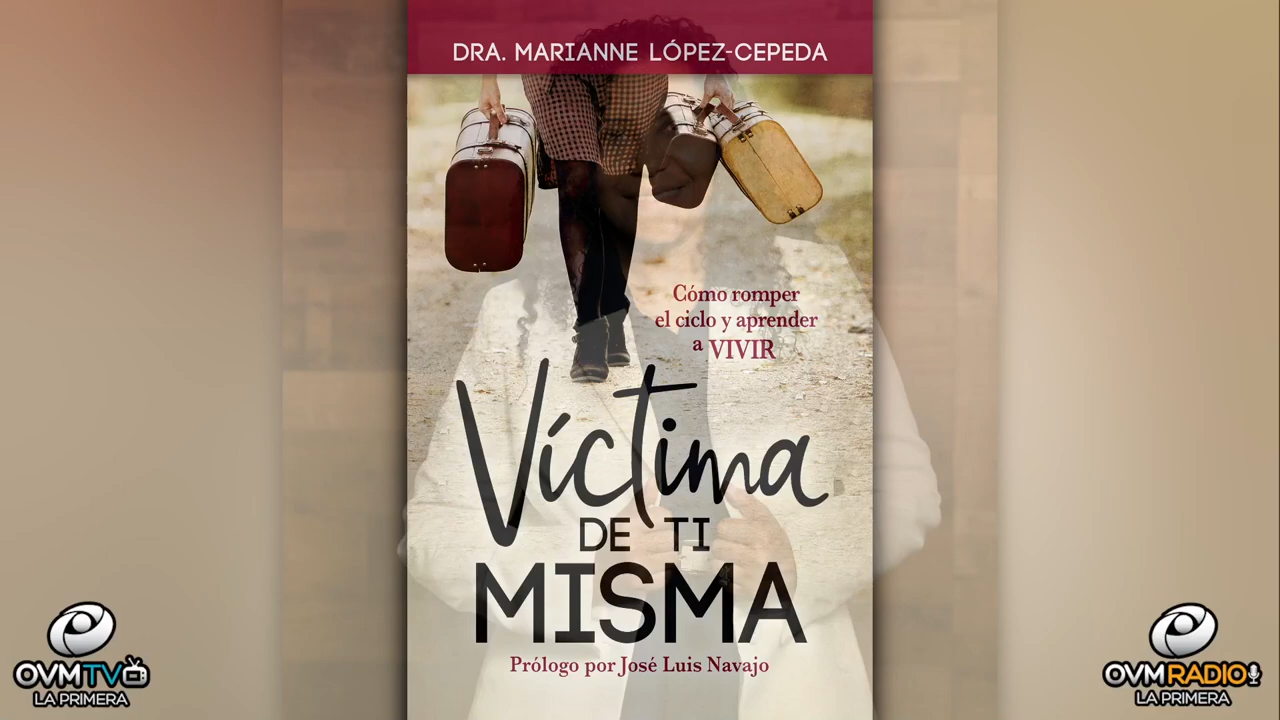 DRA. MARIANNE LÓPEZ-CEPEDA
Cómo romper
el ciclo y aprender
a VIVIR
Víctima
DE TI
MISMA
Prólogo por José Luis Navajo
OVMTV
LA PRIMERA
OVMRADIO
LA PRIMERA